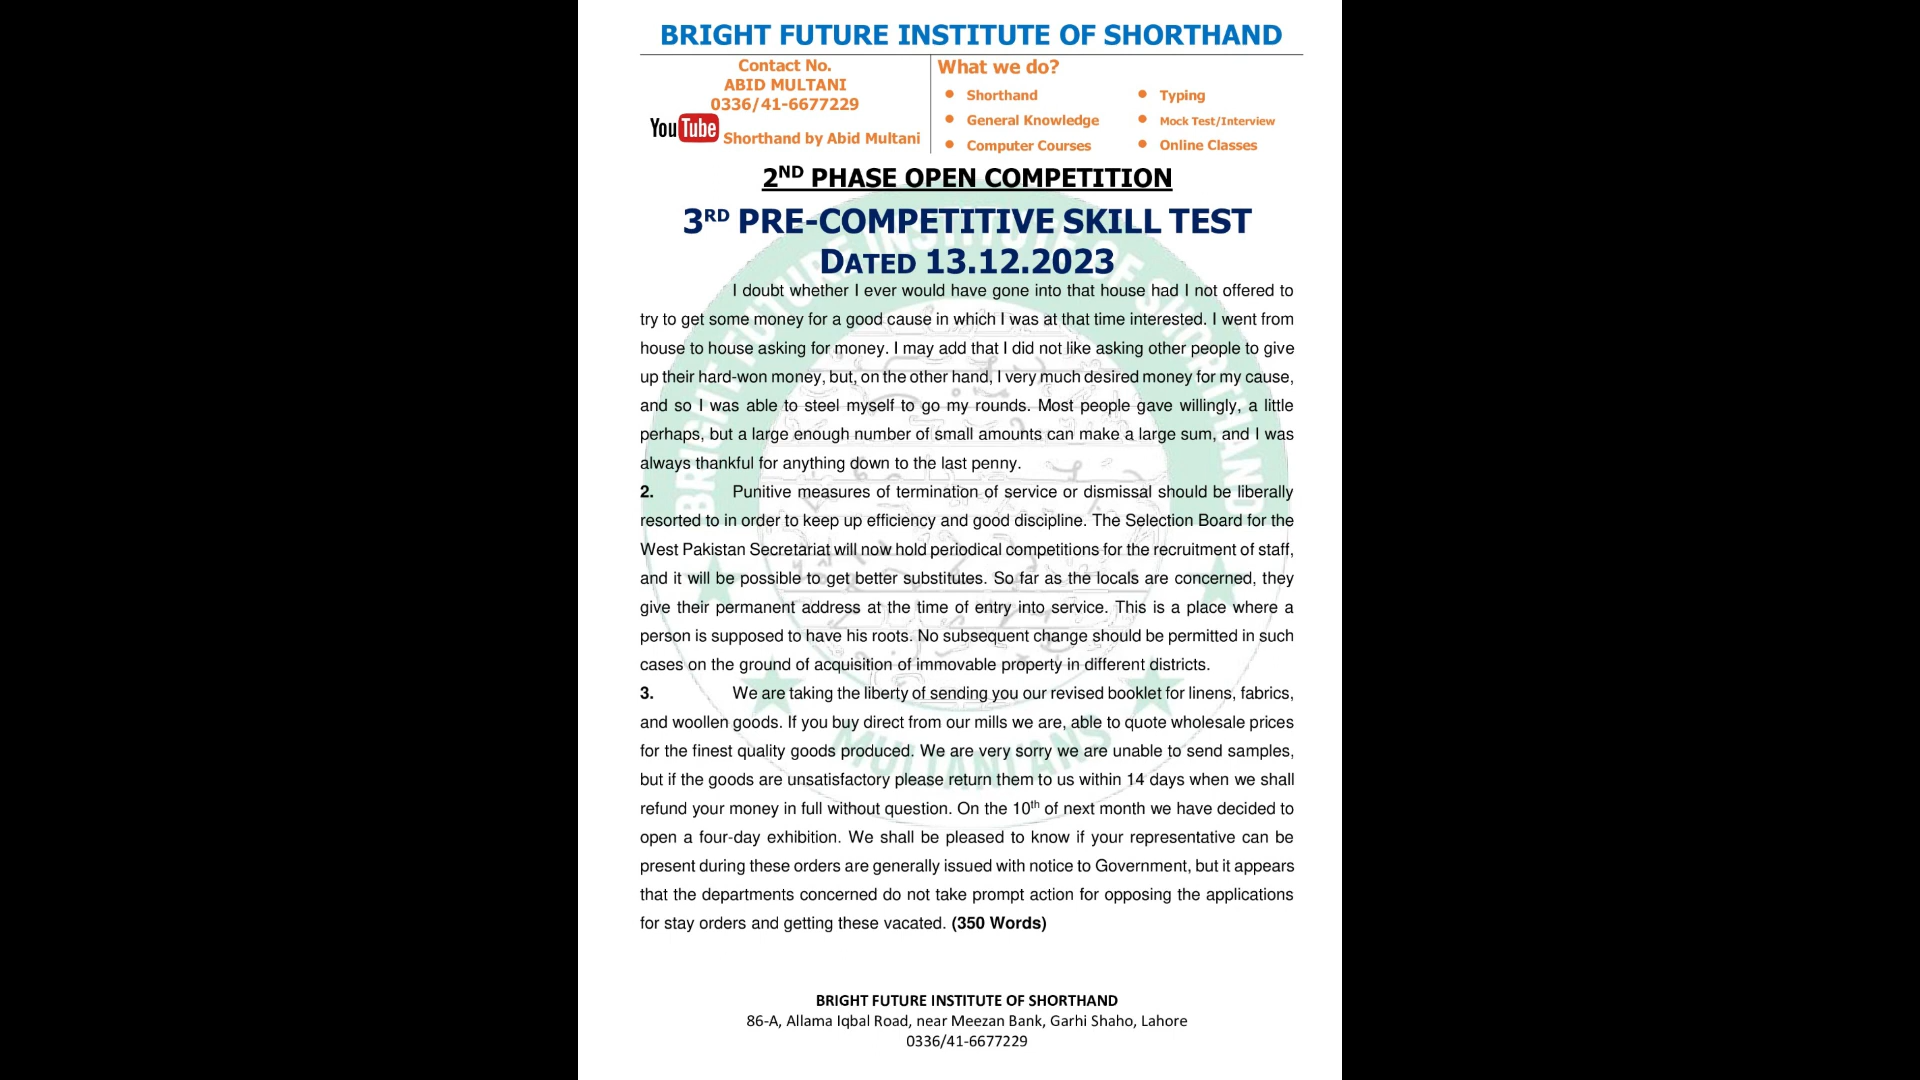 BRIGHT FUTURE INSTITUTE OF SHORTHAND
Contact No.
ABID MULTANI
0336/41-6677229
YouTube Shorthand by Abid Multani
What we do?
• Shorthand
• General Knowledge
• Computer Courses
• Typing
• Mock Test/Interview
• Online Classes
2ND PHASE OPEN COMPETITION
3RD PRE-COMPETITIVE SKILL TEST
DATED 13.12.2023
I doubt whether I ever would have gone into that house had I not offered to
try to get some money for a good cause in which I was at that time interested. I went from
house to house asking for money. I may add that I did not like asking other people to give
up their hard-won money, but, on the other hand, I very much desired money for my cause,
and so I was able to steel myself to go my rounds. Most people gave willingly, a little
perhaps, but a large enough number of small amounts can make a large sum, and I was
always thankful for anything down to the last penny.
2. Punitive measures of termination of service or dismissal should be liberally
resorted to in order to keep up efficiency and good discipline. The Selection Board for the
West Pakistan Secretariat will now hold periodical competitions for the recruitment of staff,
and it will be possible to get better substitutes. So far as the locals are concerned, they
give their permanent address at the time of entry into service. This is a place where a
person is supposed to have his roots. No subsequent change should be permitted in such
cases on the ground of acquisition of immovable property in different districts.
3. We are taking the liberty of sending you our revised booklet for linens, fabrics,
and woollen goods. If you buy direct from our mills we are, able to quote wholesale prices
for the finest quality goods produced. We are very sorry we are unable to send samples,
but if the goods are unsatisfactory please return them to us within 14 days when we shall
refund your money in full without question. On the 10th of next month we have decided to
open a four-day exhibition. We shall be pleased to know if your representative can be
present during these orders are generally issued with notice to Government, but it appears
that the departments concerned do not take prompt action for opposing the applications
for stay orders and getting these vacated. (350 Words)
BRIGHT FUTURE INSTITUTE OF SHORTHAND
MULTANIANS
BRIGHT FUTURE INSTITUTE OF SHORTHAND
86-A, Allama Iqbal Road, near Meezan Bank, Garhi Shaho, Lahore
0336/41-6677229